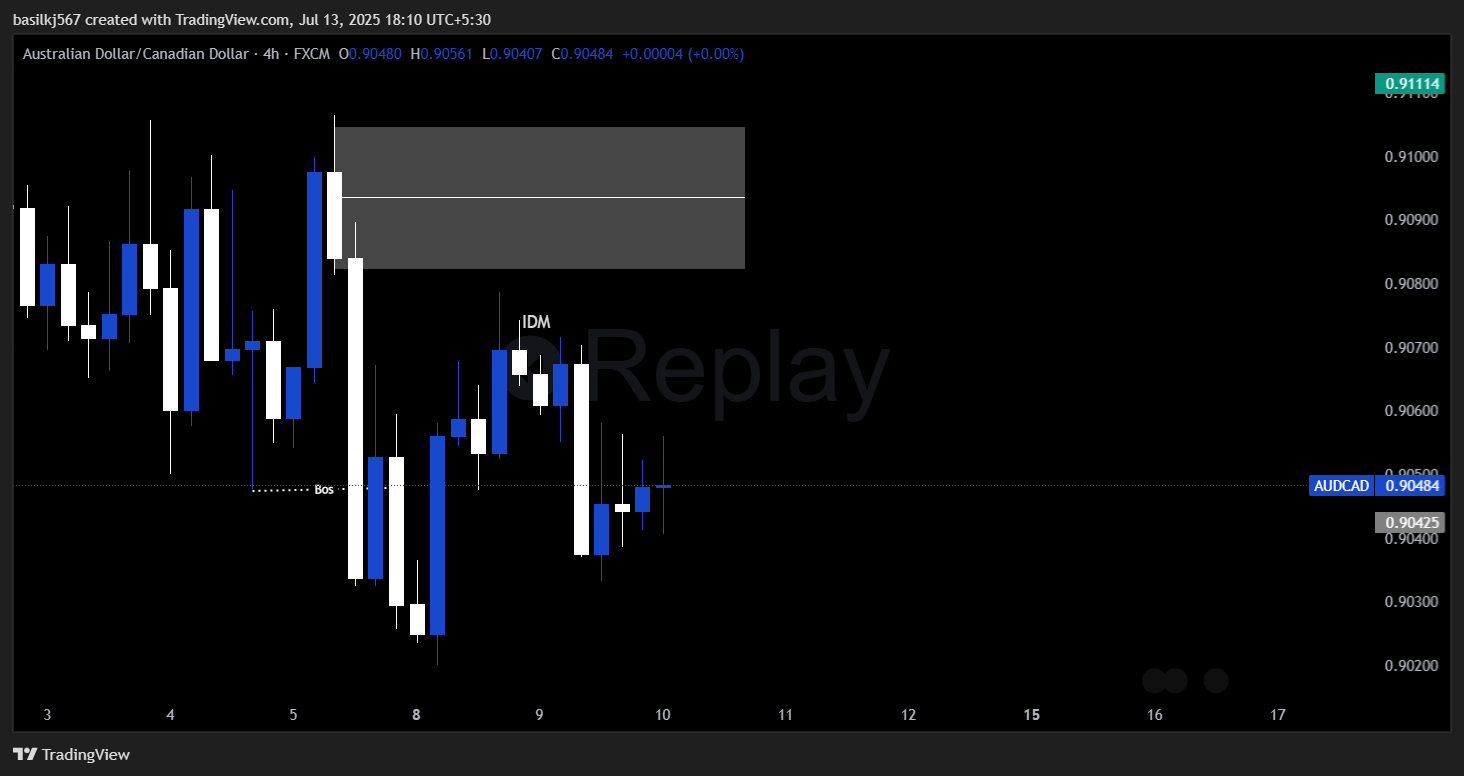 basilkj567 created with TradingView.com, Jul 13, 2025 18:10 UTC+5:30
Australian Dollar/Canadian Dollar · 4h · FXCM O0.90480 H0.90561 L0.90407 C0.90484 +0.00004 (+0.00%)
0.91114
0.91100
0.91000
0.90900
0.90800
IDM
Replay
0.90700
0.90600
0.90500
Bos
AUDCAD 0.90484
0.90425
0.90400
0.90300
0.90200
3 4 5 8 9 10 11 12 15 16 17
TradingView